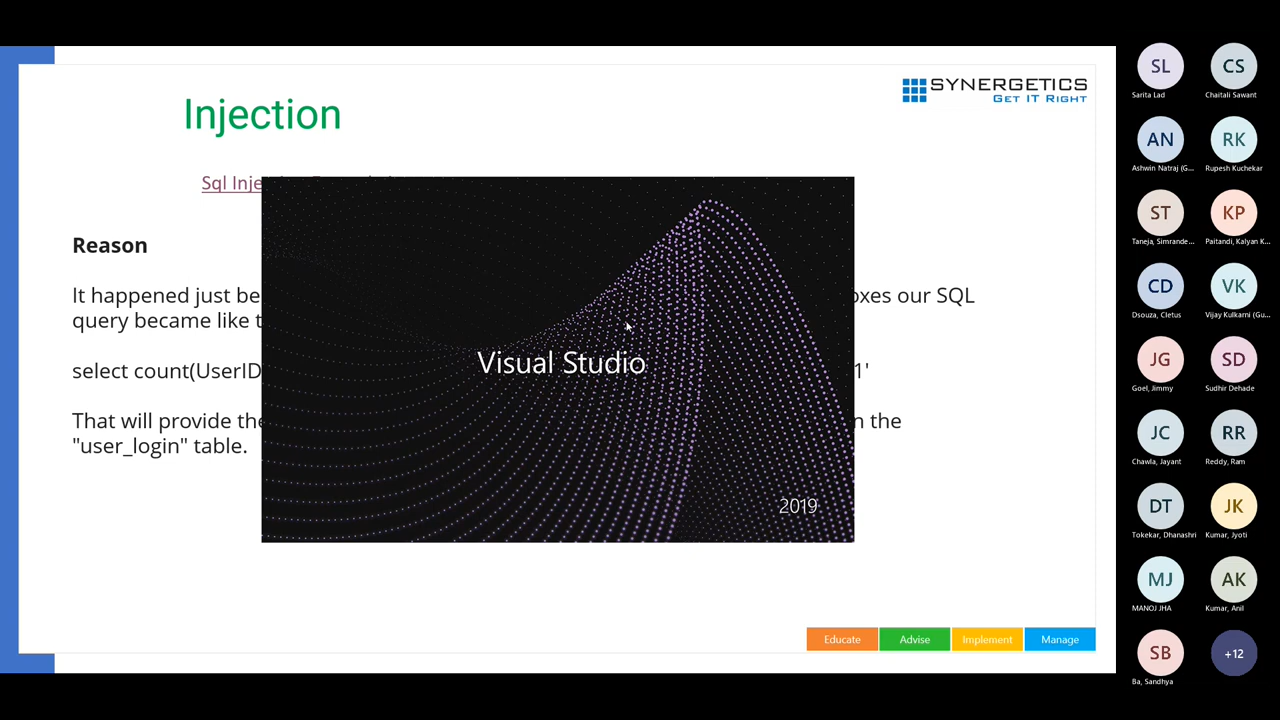 Injection
SYNERGETICS
GET IT RIGHT
Sql Inje
Reason
It happened just be
oxes our SQL
query became like t
select count(UserID
1'
That will provide the
n the
"user_login" table.
Visual Studio
2019
Educate
Advise
Implement
Manage
SL
CS
Sarita Lad
Chaitali Sawant
AN
RK
Ashwin Natraj (G...
Rupesh Kuchekar
ST
KP
Taneja, Simrande...
Paitandi, Kalyan K...
CD
VK
Dsouza, Cletus
Vijay Kulkarni (Gu...
JG
SD
Goel, Jimmy
Sudhir Dehade
JC
RR
Chawla, Jayant
Reddy, Ram
DT
JK
Tokekar, Dhanashri
Kumar, Jyoti
MJ
AK
MANOJ JHA
Kumar, Anil
SB
+12
Ba, Sandhya